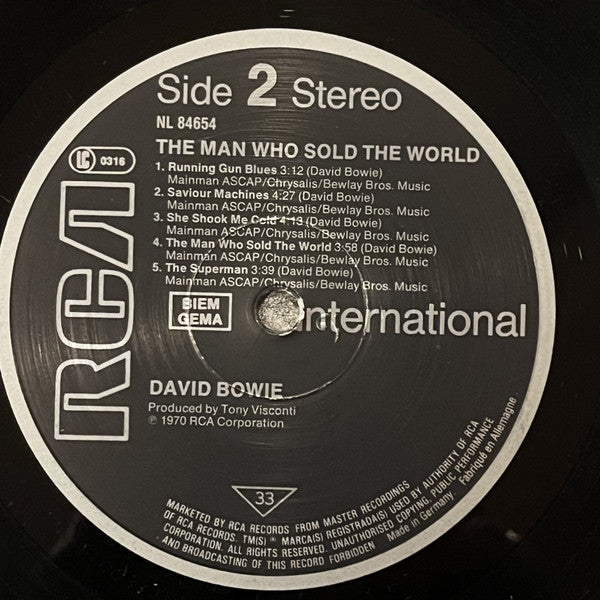 Side 2 Stereo
NL 84654
THE MAN WHO SOLD THE WORLD
LC 0316
1. Running Gun Blues 3:12 (David Bowie)
Mainman ASCAP/Chrysalis/Bewlay Bros. Music
2. Saviour Machines 4:27 (David Bowie)
Mainman ASCAP/Chrysalis/Bewlay Bros. Music
3. She Shook Me Cold 4:13 (David Bowie)
Mainman ASCAP/Chrysalis/Bewlay Bros. Music
4. The Man Who Sold The World 3:58 (David Bowie)
Mainman ASCAP/Chrysalis/Bewlay Bros. Music
5. The Superman 3:39 (David Bowie)
Mainman ASCAP/Chrysalis/Bewlay Bros. Music
RCA
BIEM
GEMA
International
DAVID BOWIE
Produced by Tony Visconti
℗ 1970 RCA Corporation
33
MARKETED BY RCA RECORDS FROM MASTER RECORDINGS
OF RCA RECORDS. TM(S) ® MARCA(S) REGISTRADA(S) USED BY AUTHORITY OF RCA
CORPORATION. ALL RIGHTS RESERVED. UNAUTHORISED COPYING, PUBLIC PERFORMANCE
AND BROADCASTING OF THIS RECORD FORBIDDEN
Made in Germany
Fabriqué en Allemagne